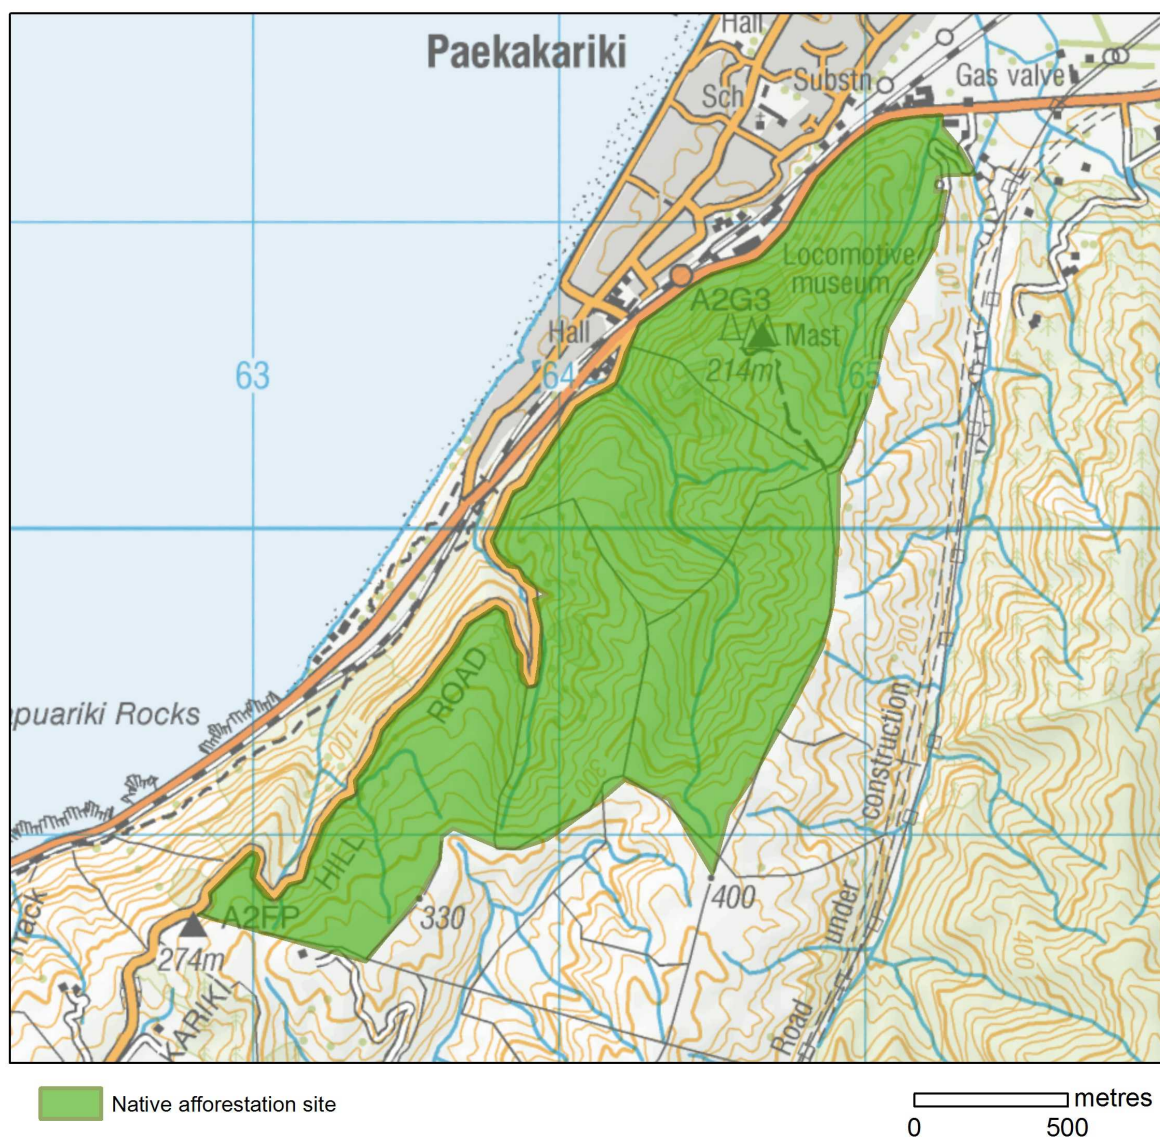 Hall
Paekakariki
Substn
Gas valve
Sch
Locomotive
museum
A2G3
Hall
Mast
63
64
214m
65
100
200
ROAD
puariki Rocks
100
construction
300
HILL
A2FP
330
400
under
Track
274m
400
KARIKI
Road
Native afforestation site
metres
0 500